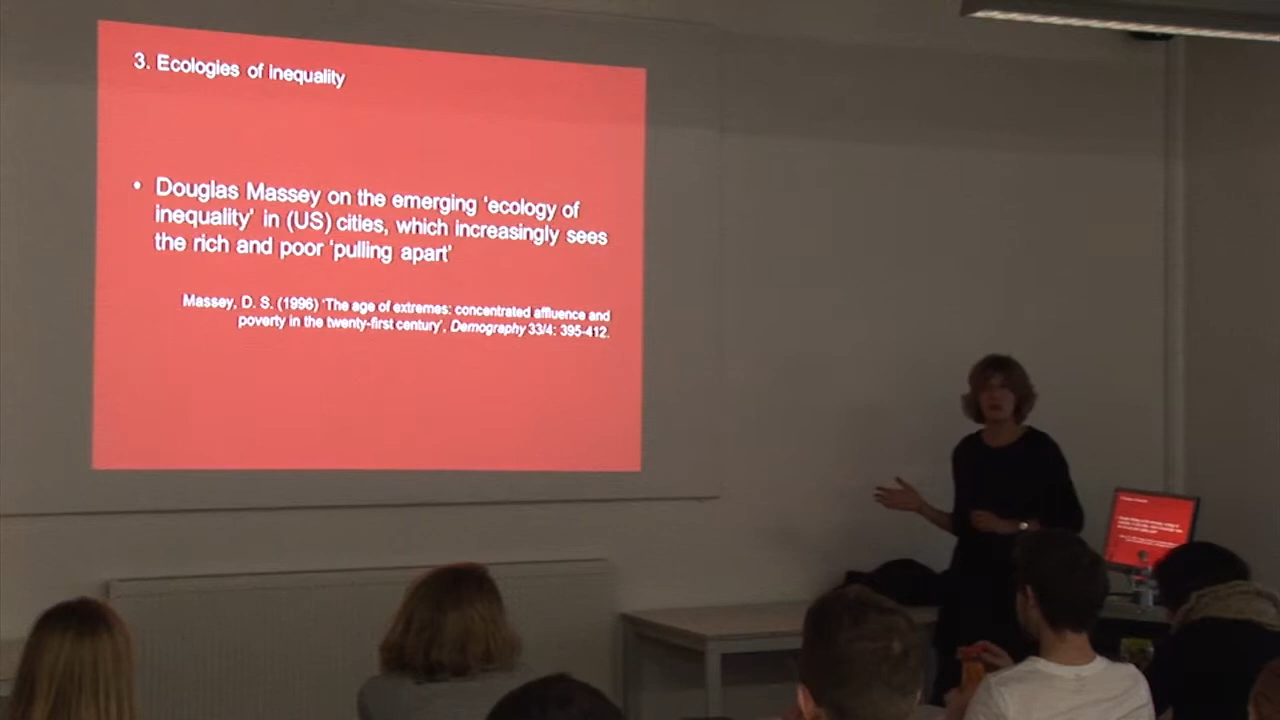 3. Ecologies of Inequality
• Douglas Massey on the emerging 'ecology of
inequality' in (US) cities, which increasingly sees
the rich and poor 'pulling apart'
Massey, D. S. (1996) 'The age of extremes: concentrated affluence and
poverty in the twenty-first century', Demography 33/4: 395-412.